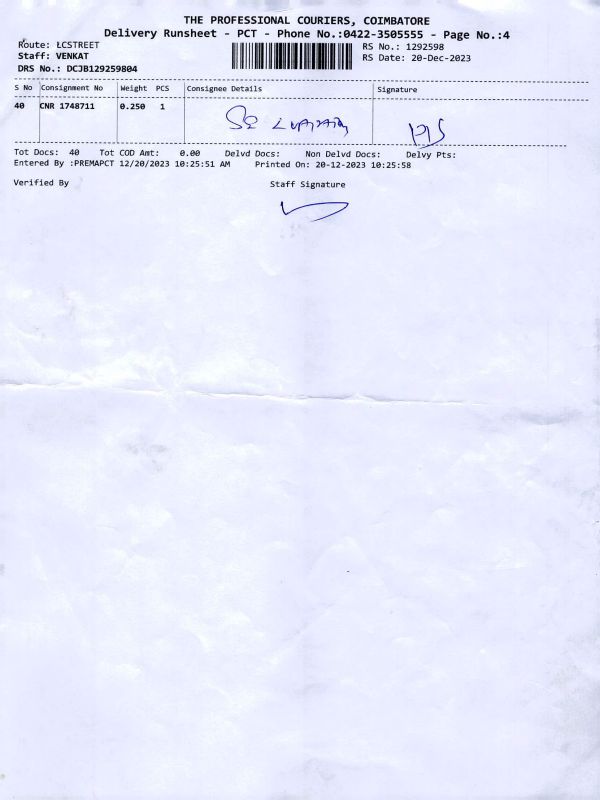 THE PROFESSIONAL COURIERS, COIMBATORE
Delivery Runsheet - PCT - Phone No.:0422-3505555 - Page No.:4
Route: LCSTREET
RS No.: 1292598
Staff: VENKAT
RS Date: 20-Dec-2023
DRS No.: DCJB129259804
S No Consignment No Weight PCS Consignee Details Signature
40 CNR 1748711 0.250 1
Tot Docs: 40 Tot COD Amt: 0.00 Delvd Docs: Non Delvd Docs: Delvy Pts:
Entered By :PREMAPCT 12/20/2023 10:25:51 AM Printed On: 20-12-2023 10:25:58
Verified By Staff Signature